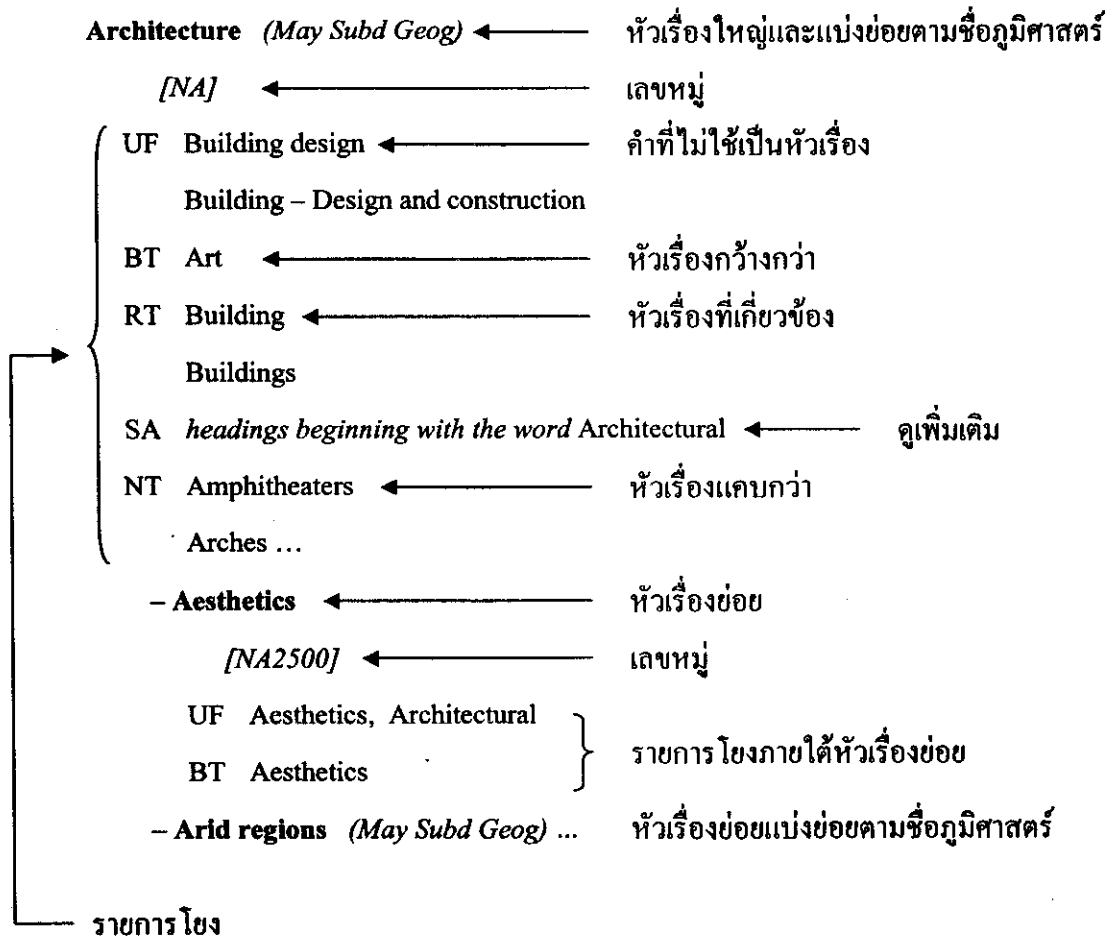 Architecture (May Subd Geog) หัวเรื่องใหญ่และแบ่งย่อยตามชื่อภูมิศาสตร์
[NA] เลขหมู่
UF Building design คำที่ไม่ใช้เป็นหัวเรื่อง
Building – Design and construction
BT Art หัวเรื่องกว้างกว่า
RT Building หัวเรื่องที่เกี่ยวข้อง
Buildings
SA headings beginning with the word Architectural ดูเพิ่มเติม
NT Amphitheaters หัวเรื่องแคบกว่า
Arches ...
– Aesthetics หัวเรื่องย่อย
[NA2500] เลขหมู่
UF Aesthetics, Architectural
รายการโยงภายใต้หัวเรื่องย่อย
BT Aesthetics
– Arid regions (May Subd Geog) ... หัวเรื่องย่อยแบ่งย่อยตามชื่อภูมิศาสตร์
รายการโยง